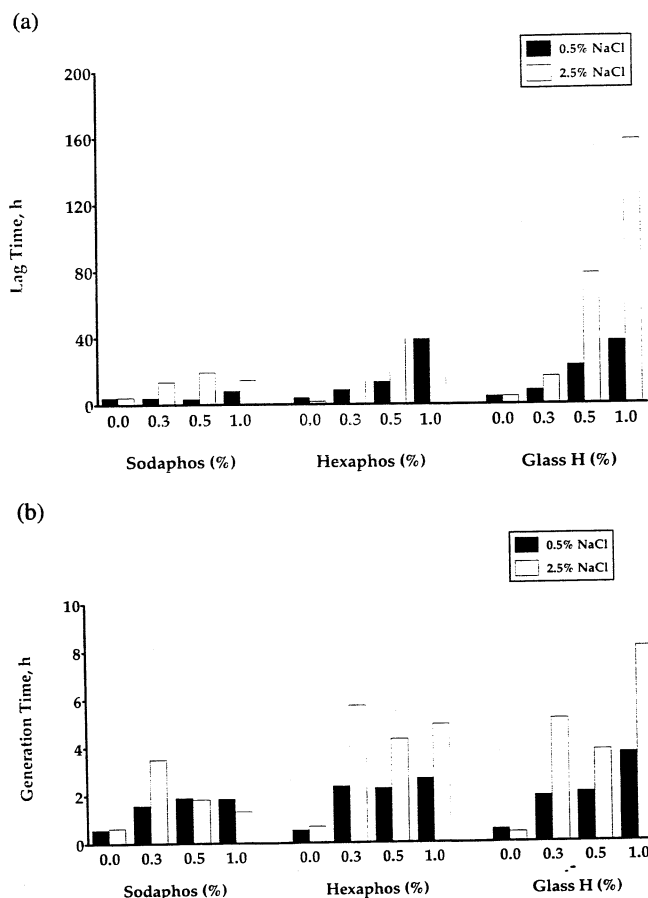 (a)
0.5% NaCl
2.5% NaCl
200
160
120
80
40
0
Lag Time, h
0.0 0.3 0.5 1.0 0.0 0.3 0.5 1.0 0.0 0.3 0.5 1.0
Sodaphos (%) Hexaphos (%) Glass H (%)
(b)
0.5% NaCl
2.5% NaCl
10
8
6
4
2
0
Generation Time, h
0.0 0.3 0.5 1.0 0.0 0.3 0.5 1.0 0.0 0.3 0.5 1.0
Sodaphos (%) Hexaphos (%) Glass H (%)